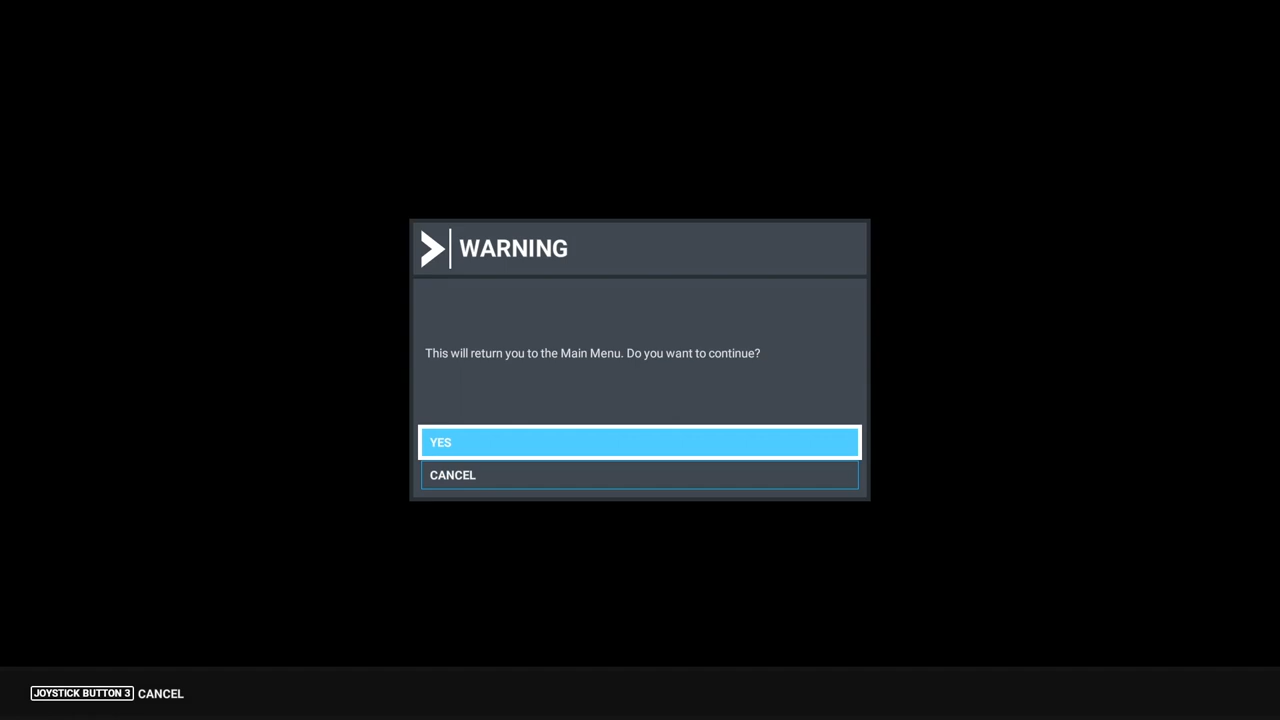 WARNING
This will return you to the Main Menu. Do you want to continue?
YES
CANCEL
JOYSTICK BUTTON 3 CANCEL